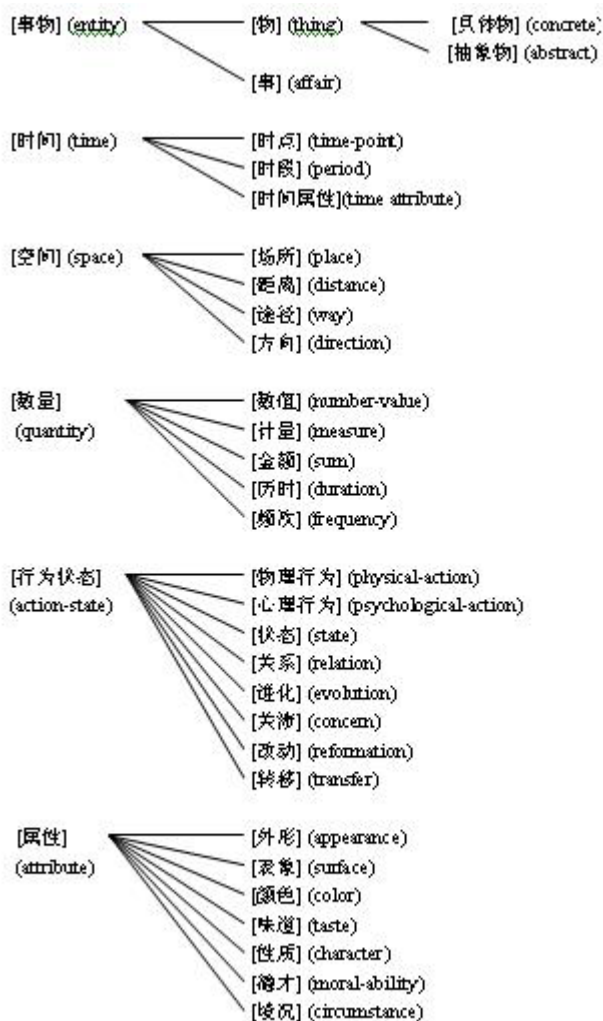 [事物] (entity) [物] (thing) [具体物] (concrete)
[抽象物] (abstract)
[事] (affair)
[时间] (time) [时点] (time-point)
[时段] (period)
[时间属性](time attribute)
[空间] (space) [场所] (place)
[距离] (distance)
[途径] (way)
[方向] (direction)
[数量] [数值] (number-value)
(quantity) [计量] (measure)
[金额] (sum)
[历时] (duration)
[频次] (frequency)
[行为状态] [物理行为] (physical-action)
(action-state) [心理行为] (psychological-action)
[状态] (state)
[关系] (relation)
[进化] (evolution)
[关涉] (concern)
[改动] (reformation)
[转移] (transfer)
[属性] [外形] (appearance)
(attribute) [表象] (surface)
[颜色] (color)
[味道] (taste)
[性质] (character)
[德才] (moral-ability)
[境况] (circumstance)